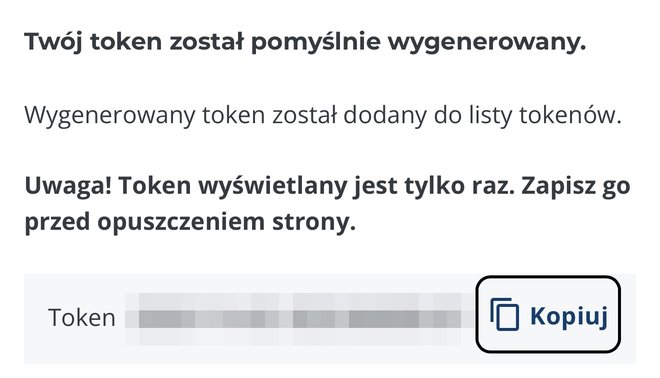 Twój token został pomyślnie wygenerowany.
Wygenerowany token został dodany do listy tokenów.
Uwaga! Token wyświetlany jest tylko raz. Zapisz go
przed opuszczeniem strony.
Token
Kopiuj